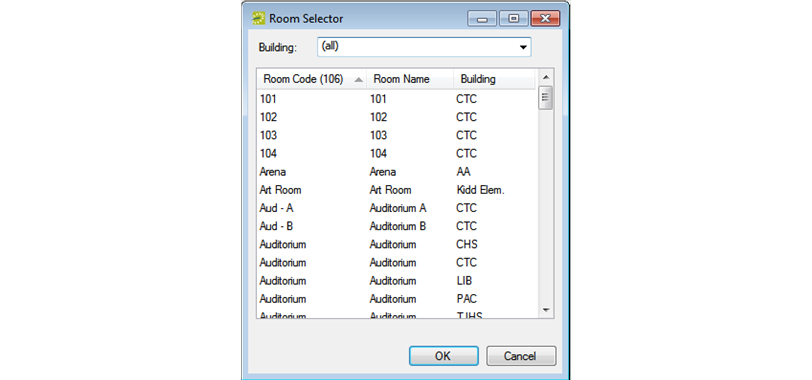 Room Selector
Building: (all)
Room Code (106) Room Name Building
101 101 CTC
102 102 CTC
103 103 CTC
104 104 CTC
Arena Arena AA
Art Room Art Room Kidd Elem.
Aud - A Auditorium A CTC
Aud - B Auditorium B CTC
Auditorium Auditorium CHS
Auditorium Auditorium CTC
Auditorium Auditorium LIB
Auditorium Auditorium PAC
Auditorium Auditorium TJHS
OK Cancel